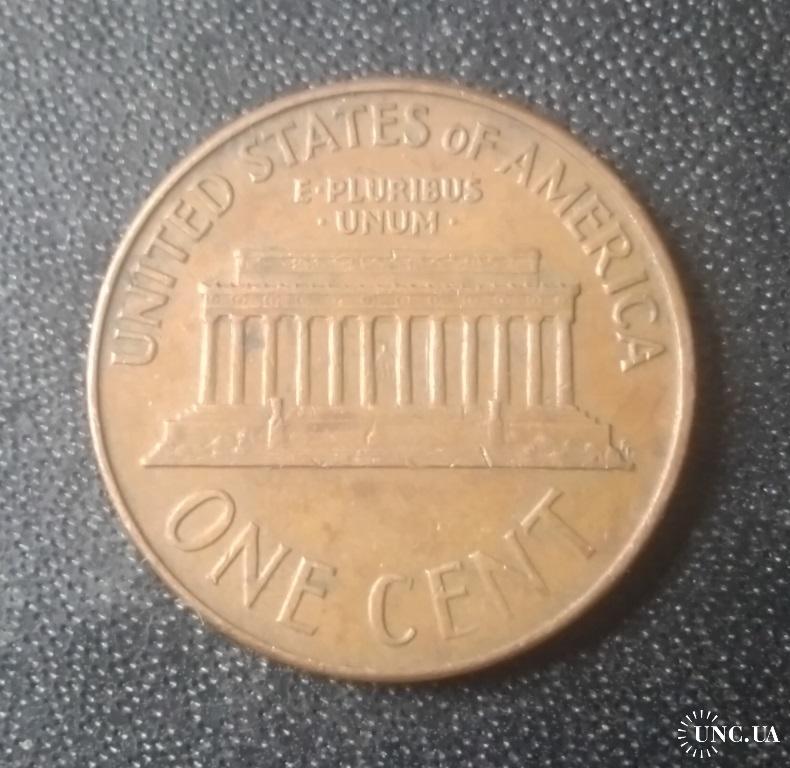 UNITED STATES OF AMERICA
E·PLURIBUS
·UNUM·
ONE CENT
UNC.UA